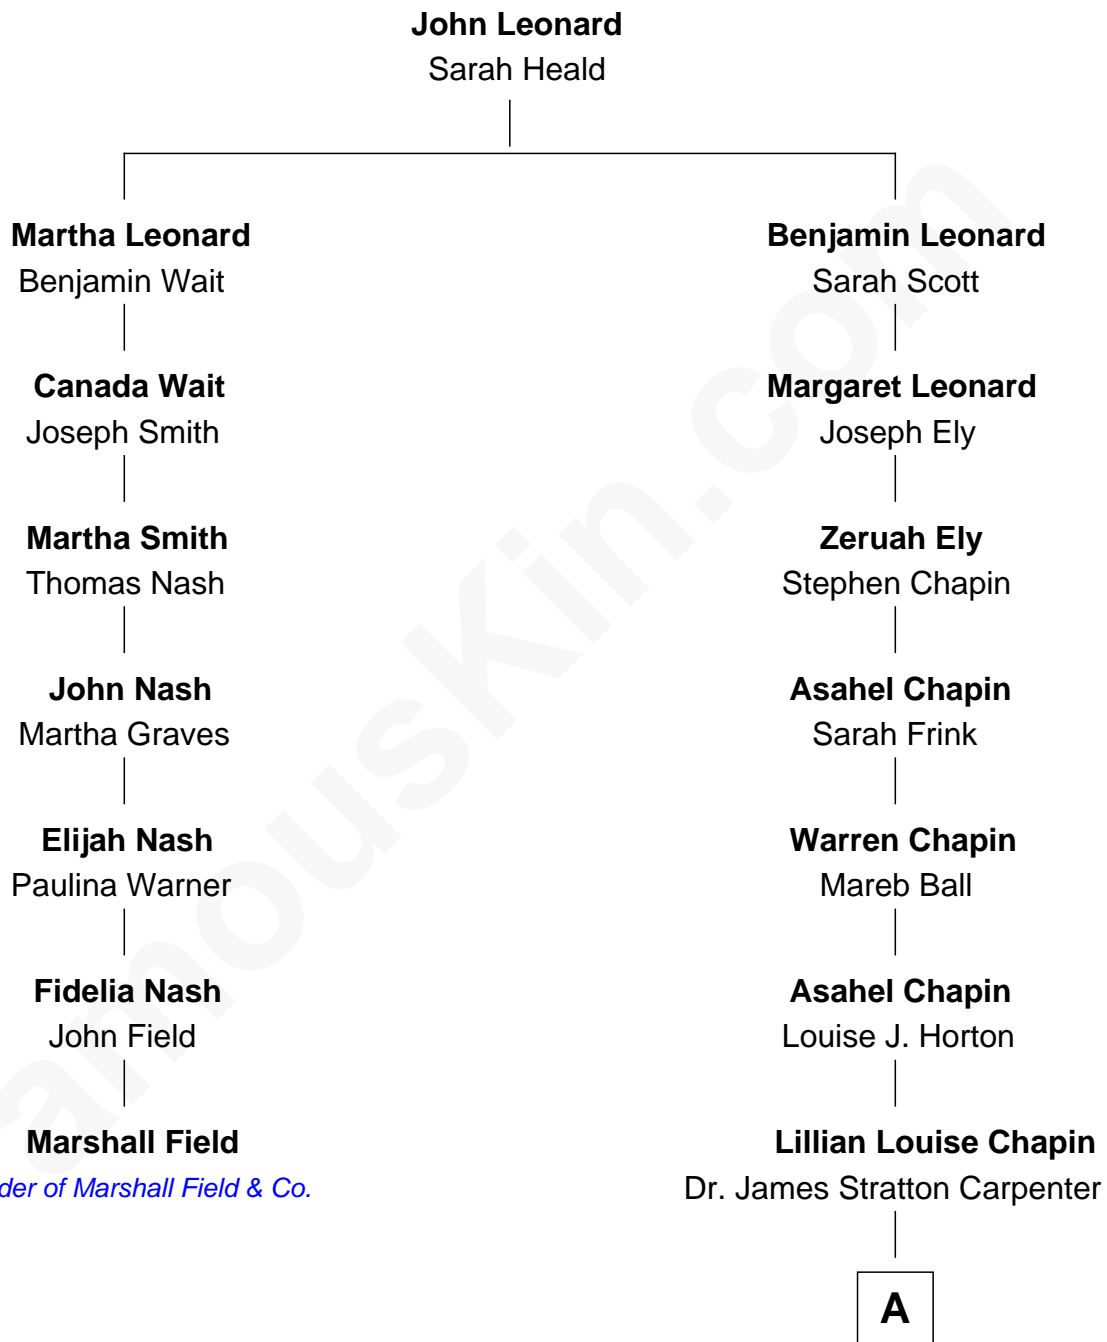 John Leonard
Sarah Heald
Martha Leonard
Benjamin Wait
Canada Wait
Joseph Smith
Martha Smith
Thomas Nash
John Nash
Martha Graves
Elijah Nash
Paulina Warner
Fidelia Nash
John Field
Marshall Field
der of Marshall Field & Co.
Benjamin Leonard
Sarah Scott
Margaret Leonard
Joseph Ely
Zeruah Ely
Stephen Chapin
Asahel Chapin
Sarah Frink
Warren Chapin
Mareb Ball
Asahel Chapin
Louise J. Horton
Lillian Louise Chapin
Dr. James Stratton Carpenter
A
amouskin.com